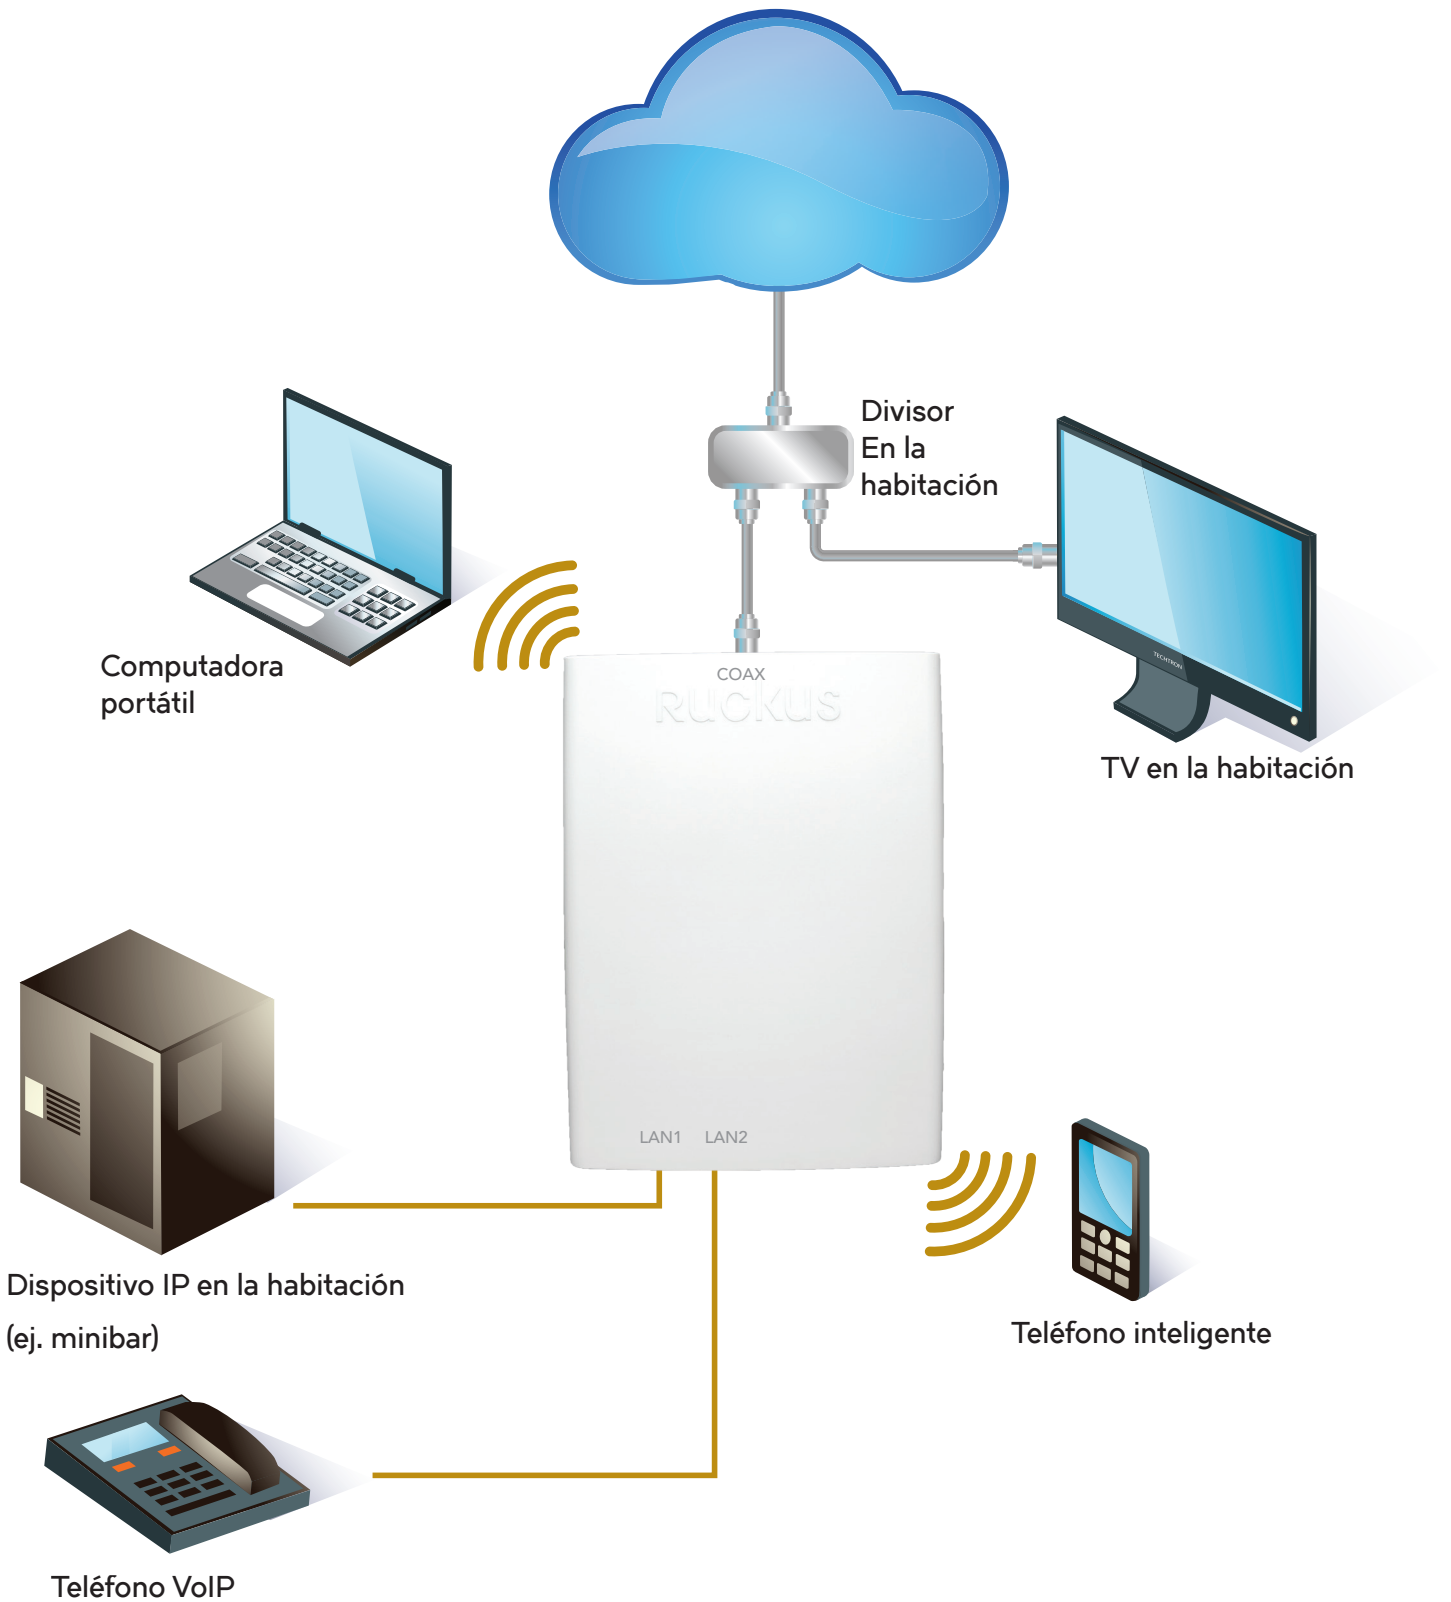 Divisor
En la
habitación
Computadora
portátil
COAX
RUCKUS
TECHTRON
TV en la habitación
LAN1 LAN2
Dispositivo IP en la habitación
(ej. minibar)
Teléfono inteligente
Teléfono VoIP